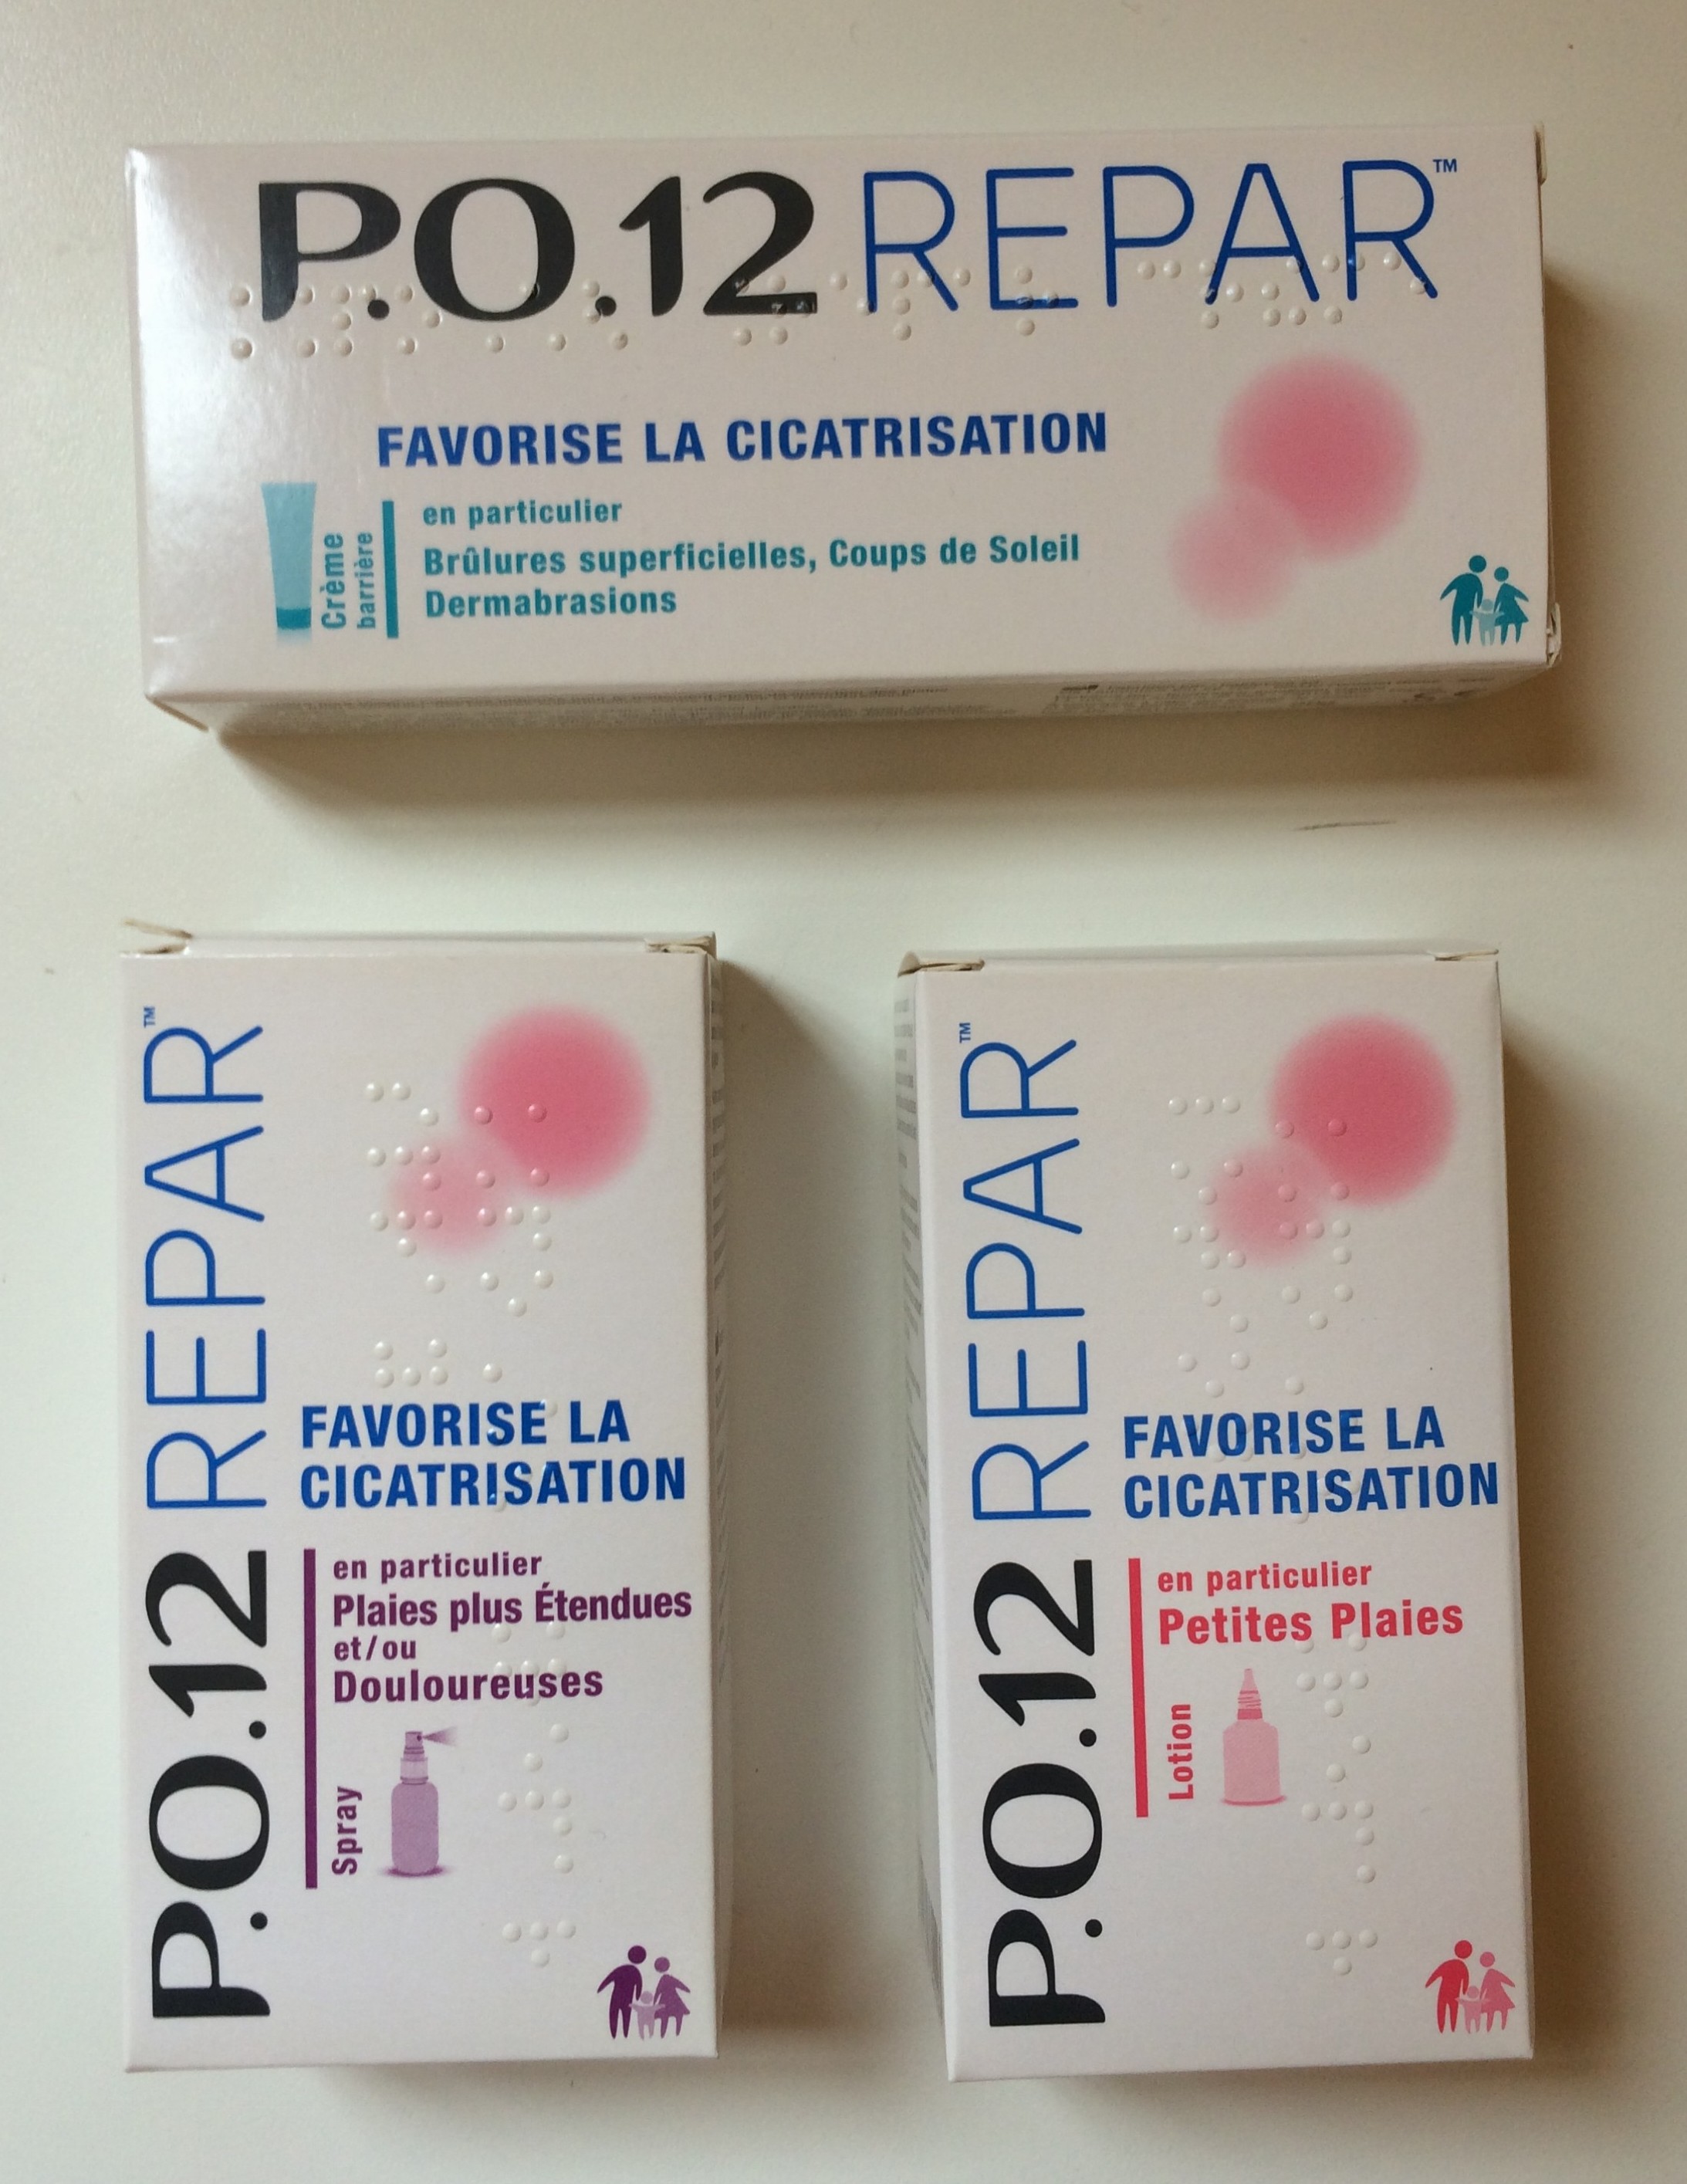 P.O.12 REPAR™
FAVORISE LA CICATRISATION
Crème
barrière
en particulier
Brûlures superficielles, Coups de Soleil
Dermabrasions
P.O.12 REPAR™
FAVORISE LA
CICATRISATION
en particulier
Plaies plus Étendues
et/ou
Douloureuses
Spray
P.O.12 REPAR™
FAVORISE LA
CICATRISATION
en particulier
Petites Plaies
Lotion